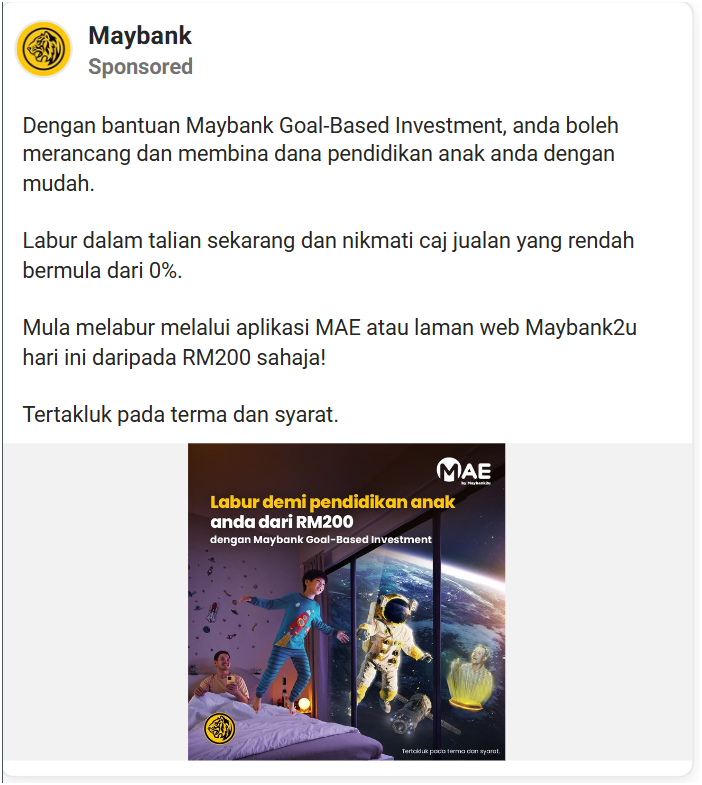 Maybank
Sponsored
Dengan bantuan Maybank Goal-Based Investment, anda boleh
merancang dan membina dana pendidikan anak anda dengan
mudah.
Labur dalam talian sekarang dan nikmati caj jualan yang rendah
bermula dari 0%.
Mula melabur melalui aplikasi MAE atau laman web Maybank2u
hari ini daripada RM200 sahaja!
Tertakluk pada terma dan syarat.
MAE
by Maybank2u
Labur demi pendidikan anak
anda dari RM200
dengan Maybank Goal-Based Investment
Tertakluk pada terma dan syarat.